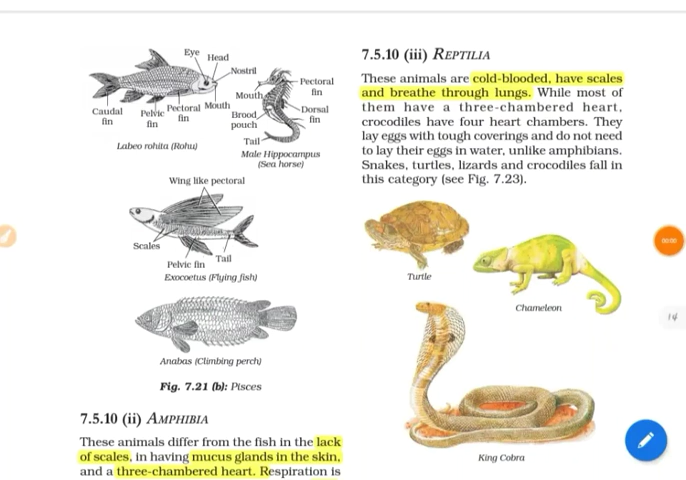 Eye
Head
Nostril
Mouth
Pectoral
fin
Dorsal
fin
Caudal
fin
Pelvic
fin
Pectoral
fin
Mouth
Brood
pouch
Tail
Labeo rohita (Rohu)
Male Hippocampus
(Sea horse)
Wing like pectoral
Scales
Tail
Pelvic fin
Exocoetus (Flying fish)
Anabas (Climbing perch)
Fig. 7.21 (b): Pisces
7.5.10 (ii) AMPHIBIA
These animals differ from the fish in the lack
of scales, in having mucus glands in the skin,
and a three-chambered heart. Respiration is
7.5.10 (iii) REPTILIA
These animals are cold-blooded, have scales
and breathe through lungs. While most of
them have a three-chambered heart,
crocodiles have four heart chambers. They
lay eggs with tough coverings and do not need
to lay their eggs in water, unlike amphibians.
Snakes, turtles, lizards and crocodiles fall in
this category (see Fig. 7.23).
Turtle
Chameleon
King Cobra
00:00
14